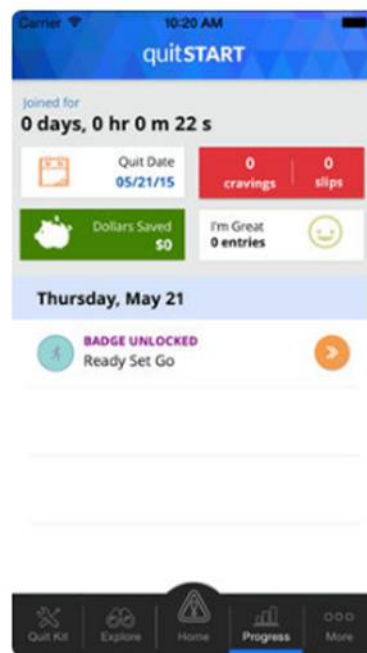 Carrier 10:20 AM
quitSTART
Joined for
0 days, 0 hr 0 m 22 s
Quit Date
05/21/15
0 0
cravings slips
Dollars Saved
$0
I'm Great
0 entries
Thursday, May 21
BADGE UNLOCKED
Ready Set Go
Quit Kit Explore Home Progress More